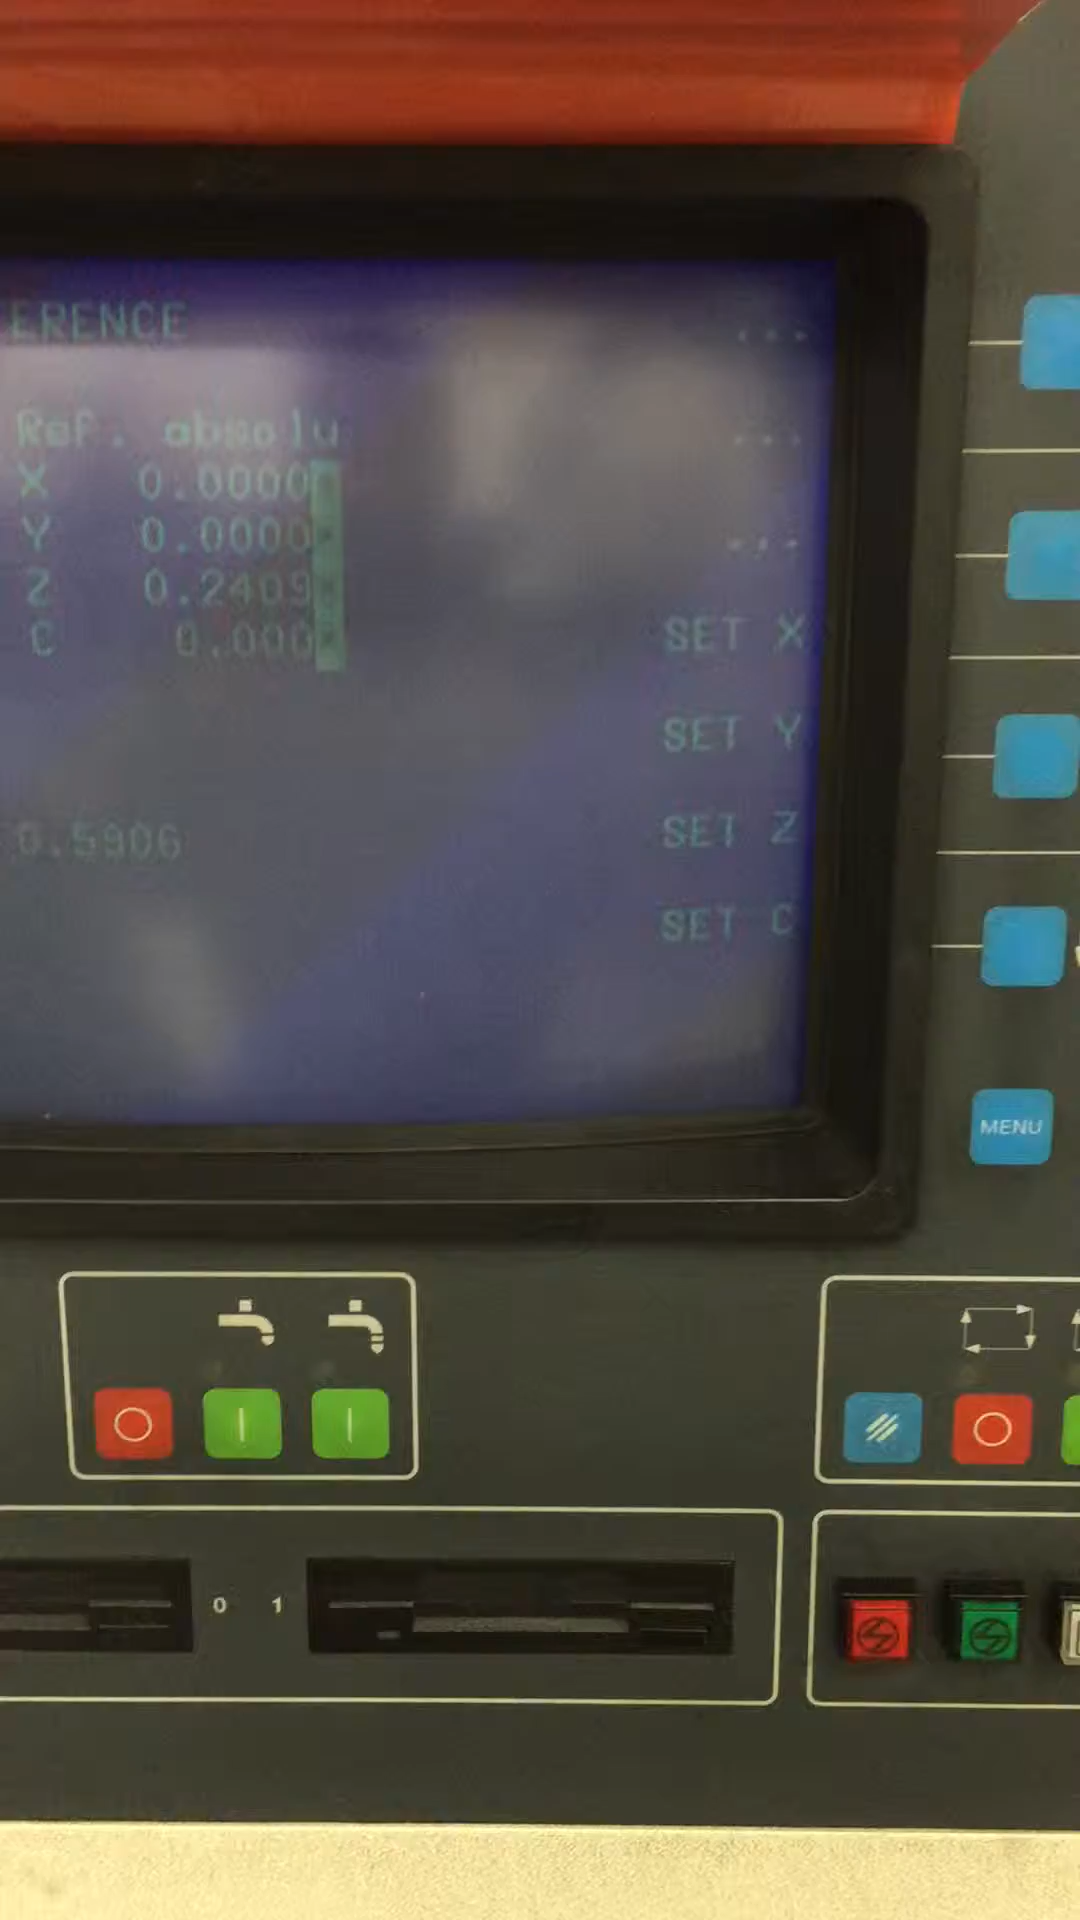 ERENCE
Ref. absolu
X 0.0000
Y 0.0000
Z 0.2409
C 0.000
SET X
SET Y
0.5906
SET Z
SET C
MENU
0 1